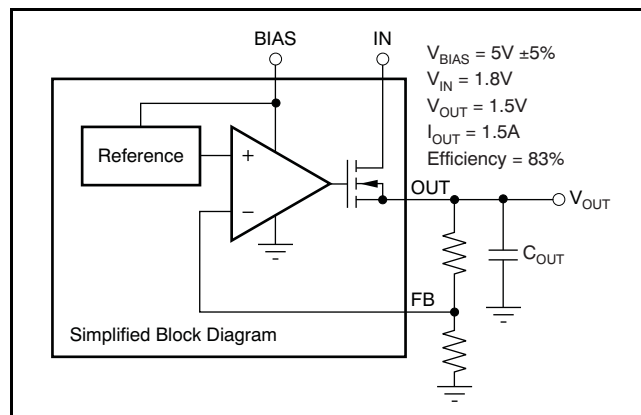 BIAS
IN
V_BIAS = 5V ±5%
V_IN = 1.8V
V_OUT = 1.5V
I_OUT = 1.5A
Efficiency = 83%
Reference
+
−
OUT
V_OUT
C_OUT
FB
Simplified Block Diagram